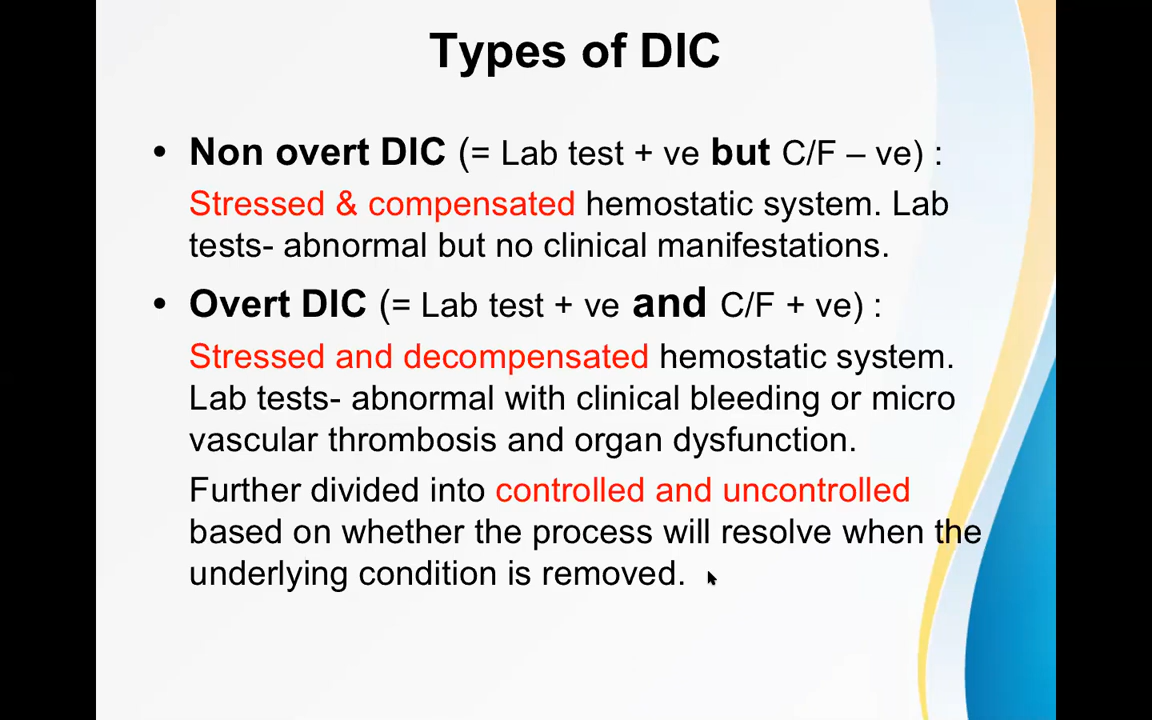 Types of DIC
• Non overt DIC (= Lab test + ve but C/F – ve) :
Stressed & compensated hemostatic system. Lab
tests- abnormal but no clinical manifestations.
• Overt DIC (= Lab test + ve and C/F + ve) :
Stressed and decompensated hemostatic system.
Lab tests- abnormal with clinical bleeding or micro
vascular thrombosis and organ dysfunction.
Further divided into controlled and uncontrolled
based on whether the process will resolve when the
underlying condition is removed.